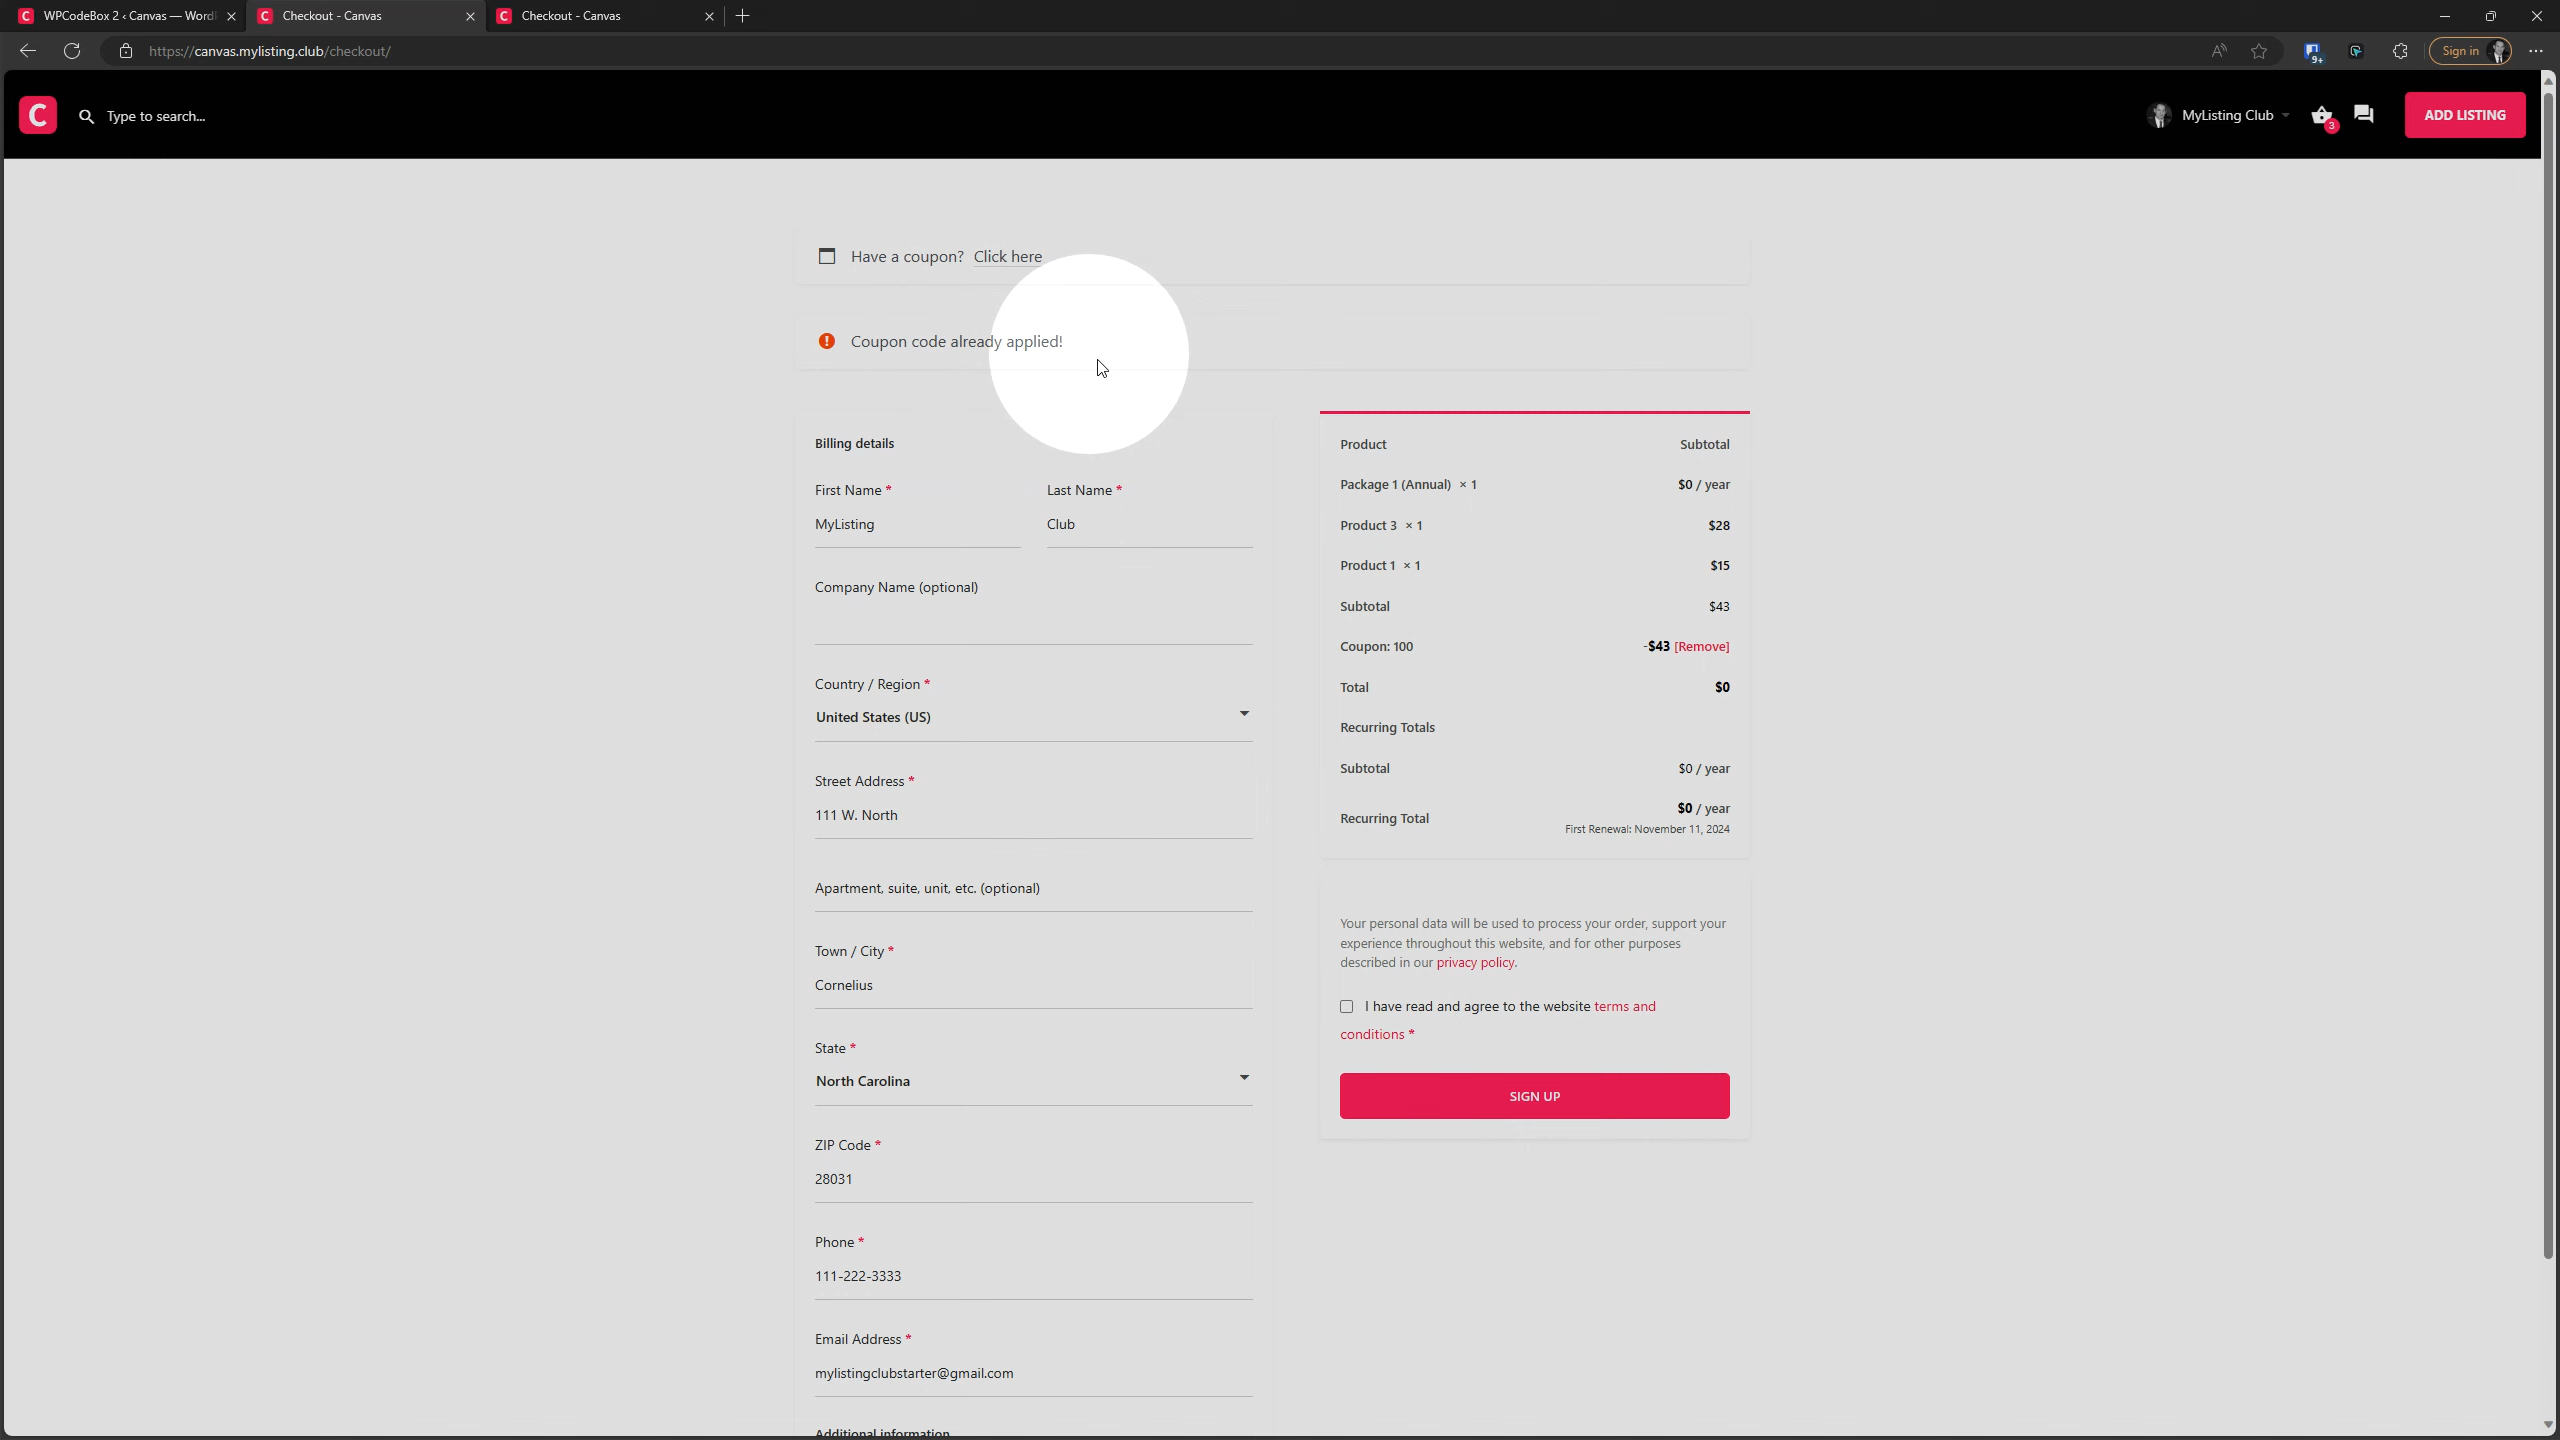 C WPCodeBox 2 ‹ Canvas — Word
C Checkout - Canvas
C Checkout - Canvas
https://canvas.mylisting.club/checkout/
9+
Sign in
C
Type to search...
MyListing Club
3
ADD LISTING
Have a coupon? Click here
Coupon code already applied!
Billing details
First Name *
Last Name *
MyListing
Club
Company Name (optional)
Country / Region *
United States (US)
Street Address *
111 W. North
Apartment, suite, unit, etc. (optional)
Town / City *
Cornelius
State *
North Carolina
ZIP Code *
28031
Phone *
111-222-3333
Email Address *
mylistingclubstarter@gmail.com
Additional information
Product Subtotal
Package 1 (Annual) × 1 $0 / year
Product 3 × 1 $28
Product 1 × 1 $15
Subtotal $43
Coupon: 100 -$43 [Remove]
Total $0
Recurring Totals
Subtotal $0 / year
Recurring Total $0 / year
First Renewal: November 11, 2024
Your personal data will be used to process your order, support your
experience throughout this website, and for other purposes
described in our privacy policy.
I have read and agree to the website terms and
conditions *
SIGN UP